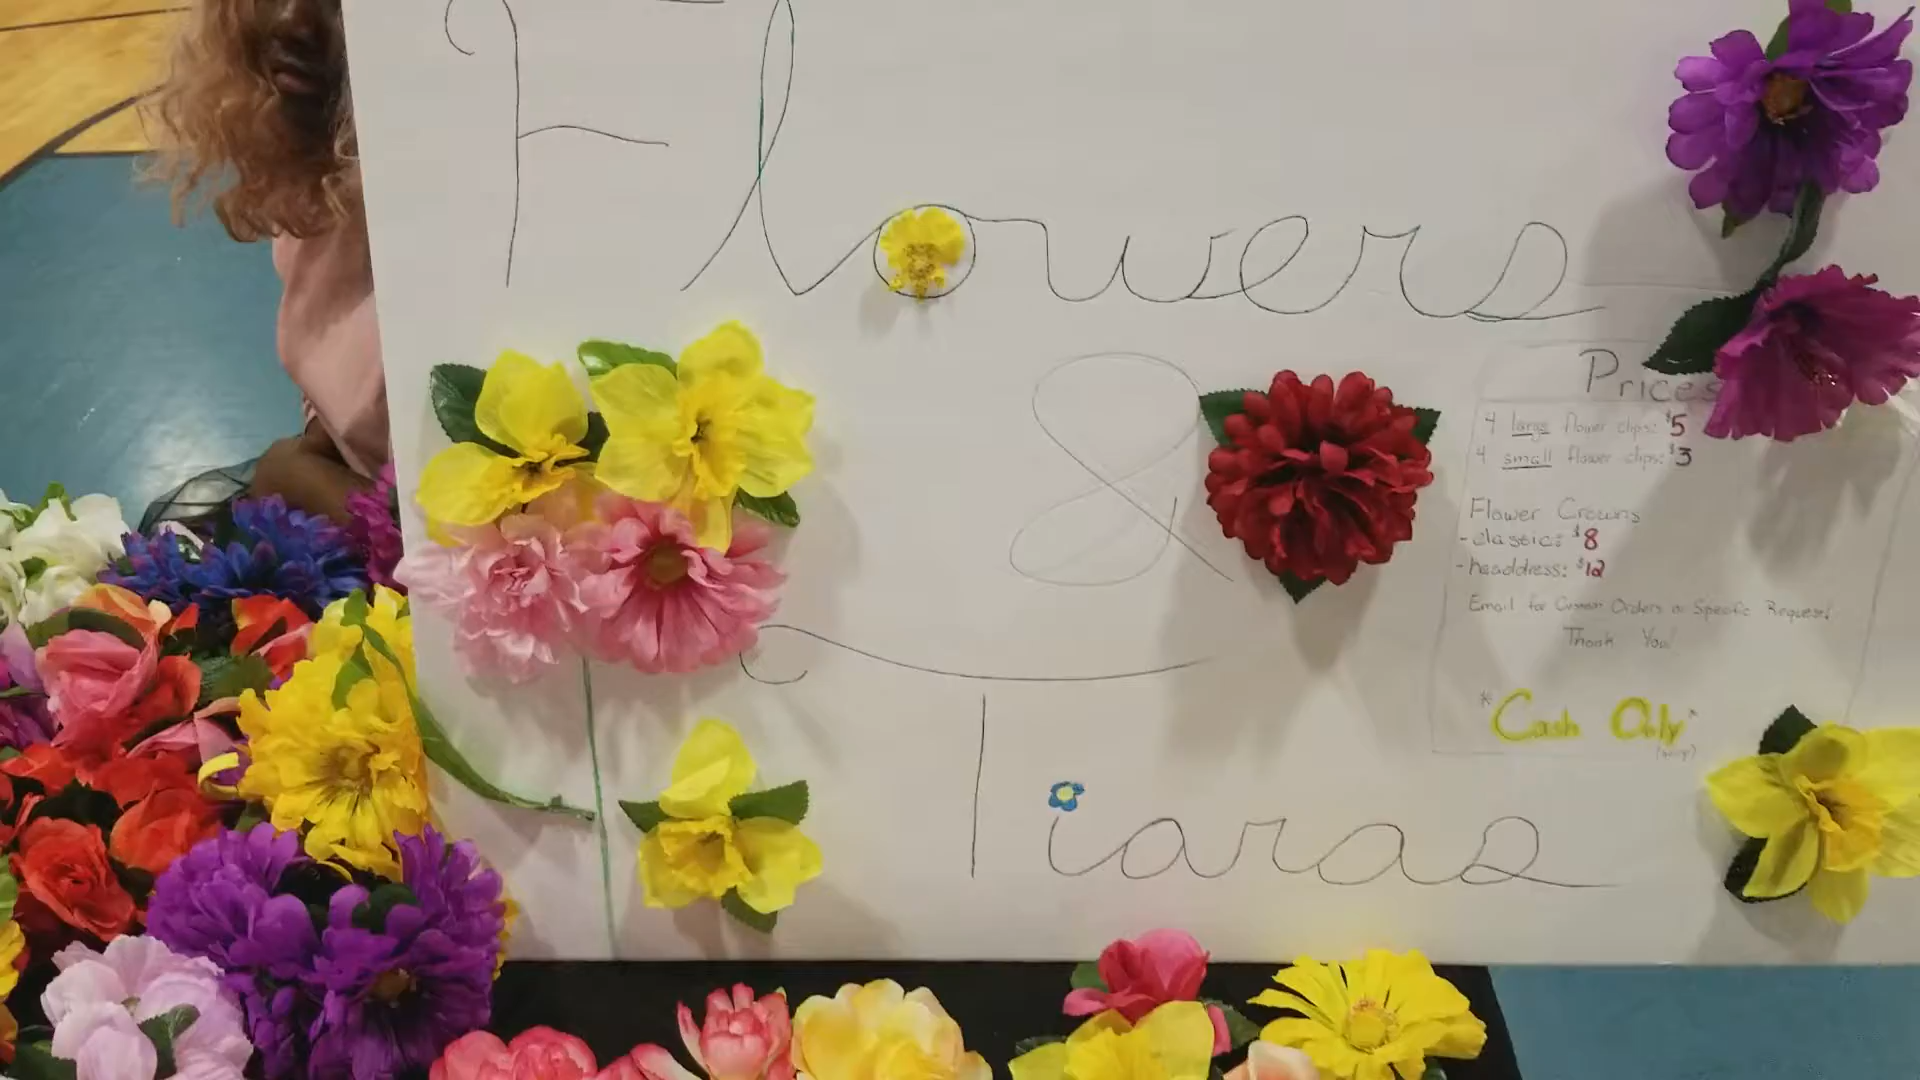 Flowers
&
Tiaras
Prices
4 large flower clips: $5
4 small flower clips: $3
Flower Crowns
- classic: $8
- headdress: $12
Email for Custom Orders or Specific Requests
Thank You!
*Cash Only*